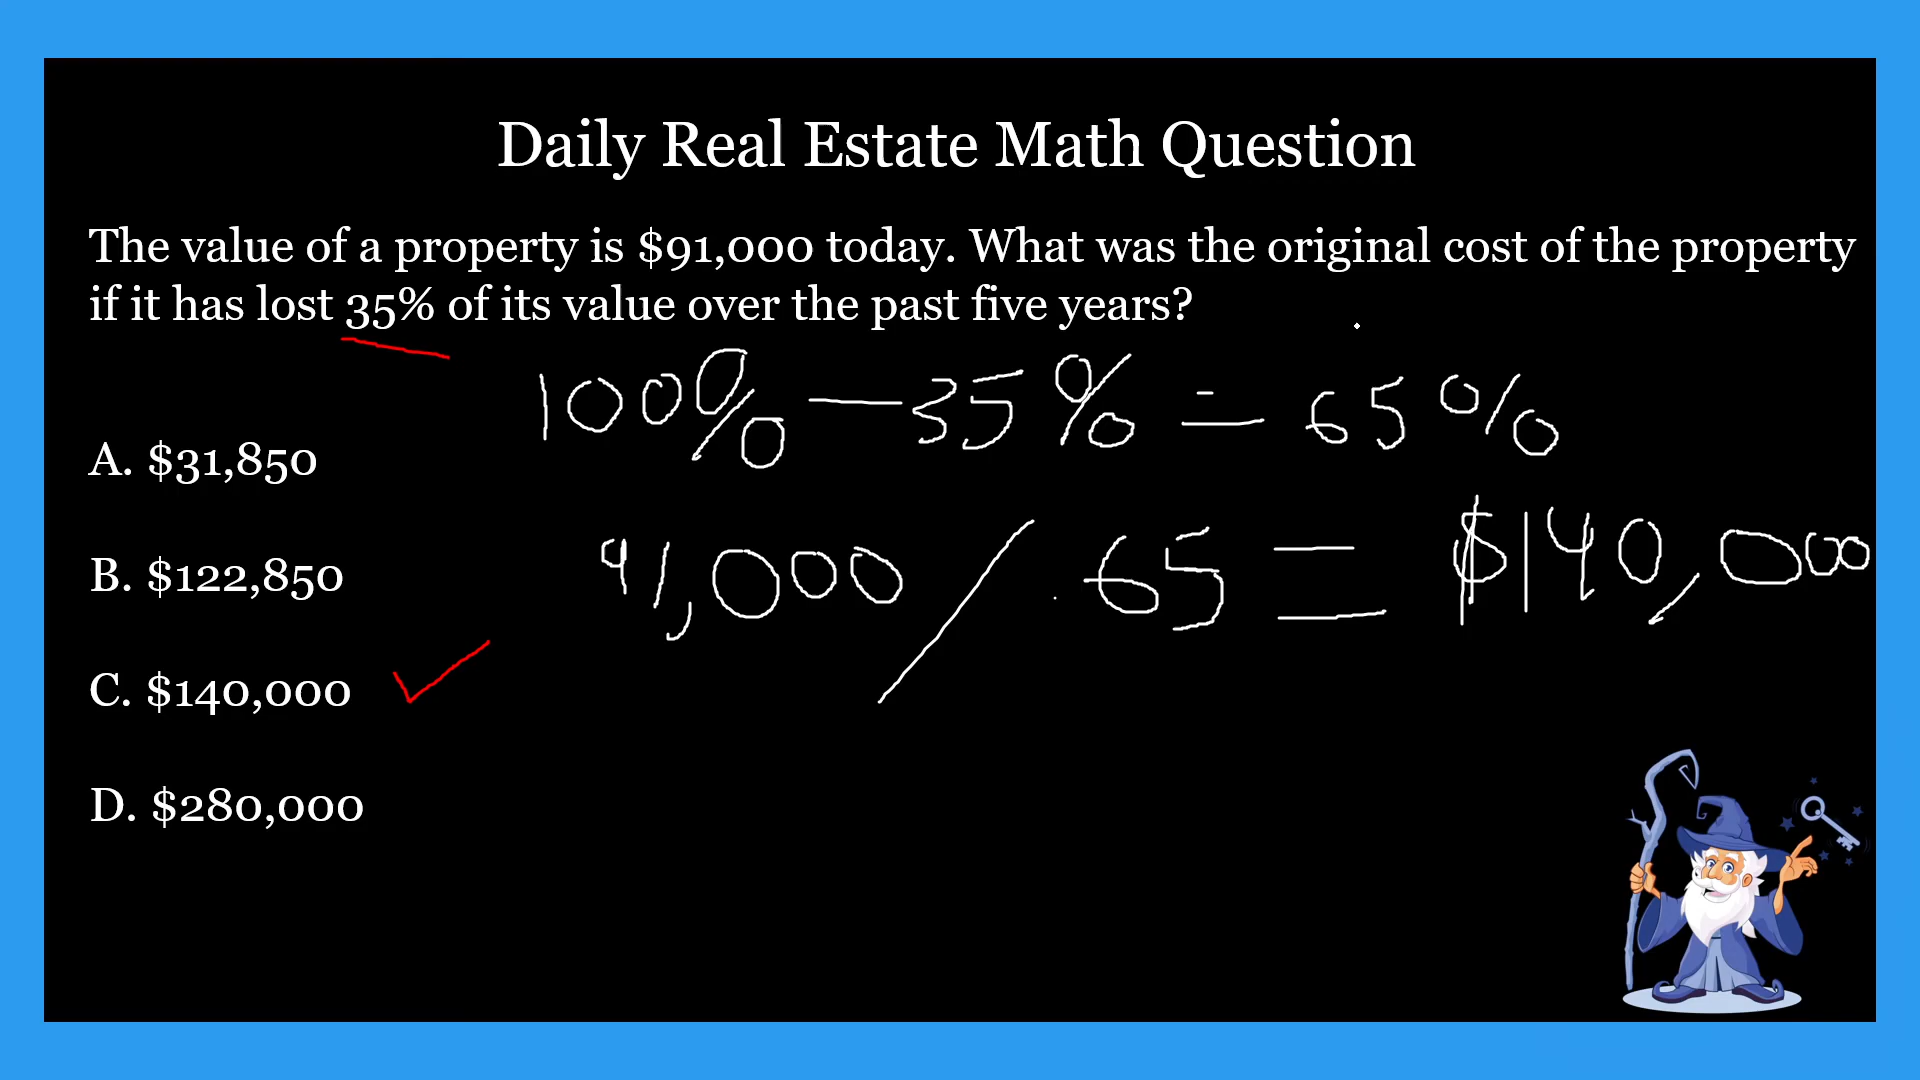 Daily Real Estate Math Question
The value of a property is $91,000 today. What was the original cost of the property
if it has lost 35% of its value over the past five years?
100% - 35% = 65%
A. $31,850
91,000 / .65 = $140,000
B. $122,850
C. $140,000
D. $280,000